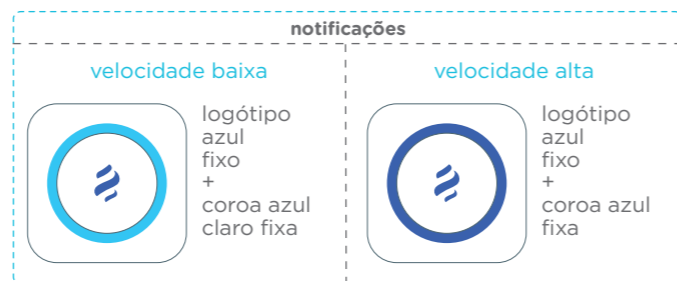 notificações
velocidade baixa
logótipo
azul
fixo
+
coroa azul
claro fixa
velocidade alta
logótipo
azul
fixo
+
coroa azul
fixa